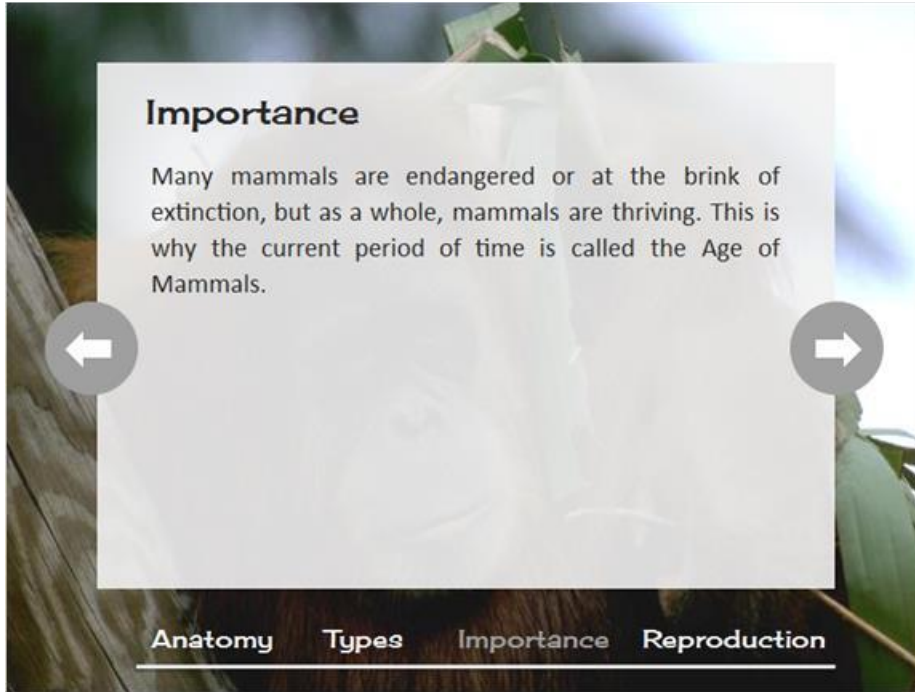 Importance
Many mammals are endangered or at the brink of
extinction, but as a whole, mammals are thriving. This is
why the current period of time is called the Age of
Mammals.
Anatomy Types Importance Reproduction